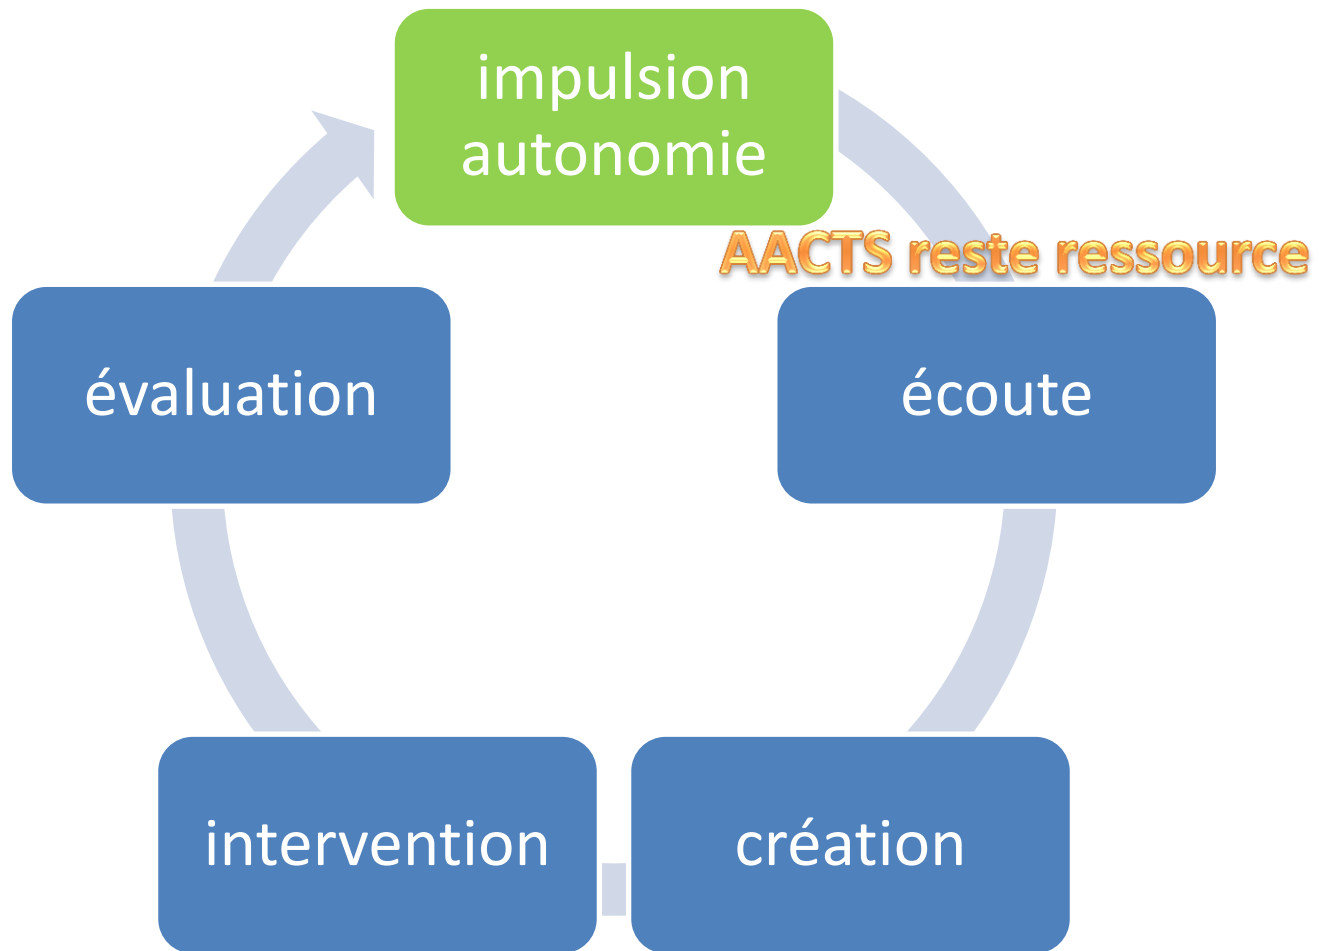 impulsion
autonomie
AACTS reste ressource
évaluation
écoute
intervention
création